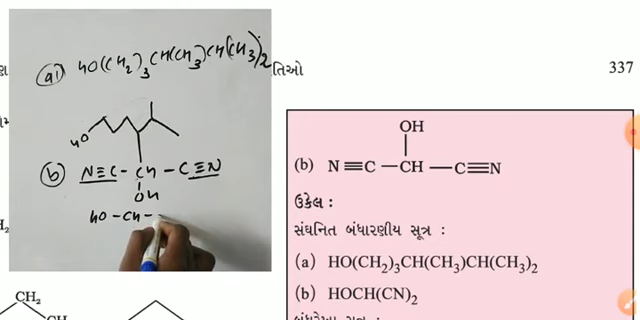 (a) HO(CH2)3CH(CH3)CH(CH3)2
HO
(b) N≡C - CH - C≡N
OH
HO - CH -
તિઓ 337
OH
(b) N≡C—CH—C≡N
ઉકેલ :
સંઘનિત બંધારણીય સૂત્ર :
(a) HO(CH2)3CH(CH3)CH(CH3)2
(b) HOCH(CN)2
CH2